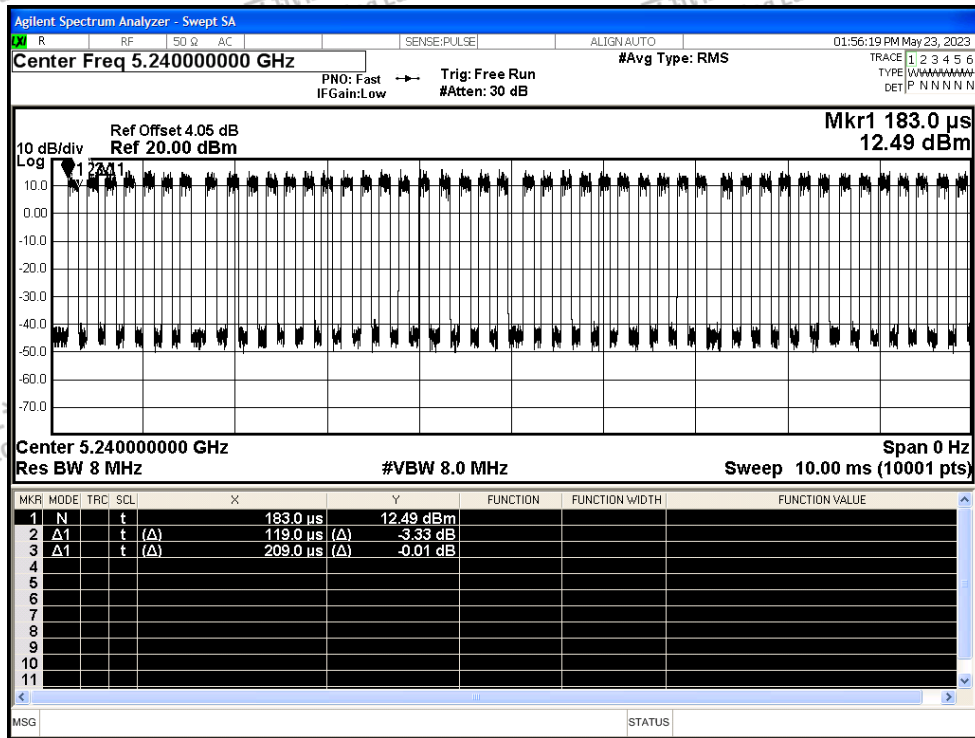 Agilent Spectrum Analyzer - Swept SA
LXI R RF 50 Ω AC SENSE:PULSE ALIGN AUTO 01:56:19 PM May 23, 2023
Center Freq 5.240000000 GHz #Avg Type: RMS TRACE 1 2 3 4 5 6
PNO: Fast Trig: Free Run TYPE
IFGain:Low #Atten: 30 dB DET P N N N N N
Mkr1 183.0 µs
Ref Offset 4.05 dB
10 dB/div Ref 20.00 dBm 12.49 dBm
Log
10.0
0.00
-10.0
-20.0
-30.0
-40.0
-50.0
-60.0
-70.0
Center 5.240000000 GHz Span 0 Hz
Res BW 8 MHz #VBW 8.0 MHz Sweep 10.00 ms (10001 pts)
MKR MODE TRC SCL X Y FUNCTION FUNCTION WIDTH FUNCTION VALUE
1 N t 183.0 µs 12.49 dBm
2 Δ1 t (Δ) 119.0 µs (Δ) -3.33 dB
3 Δ1 t (Δ) 209.0 µs (Δ) -0.01 dB
4
5
6
7
8
9
10
11
MSG STATUS